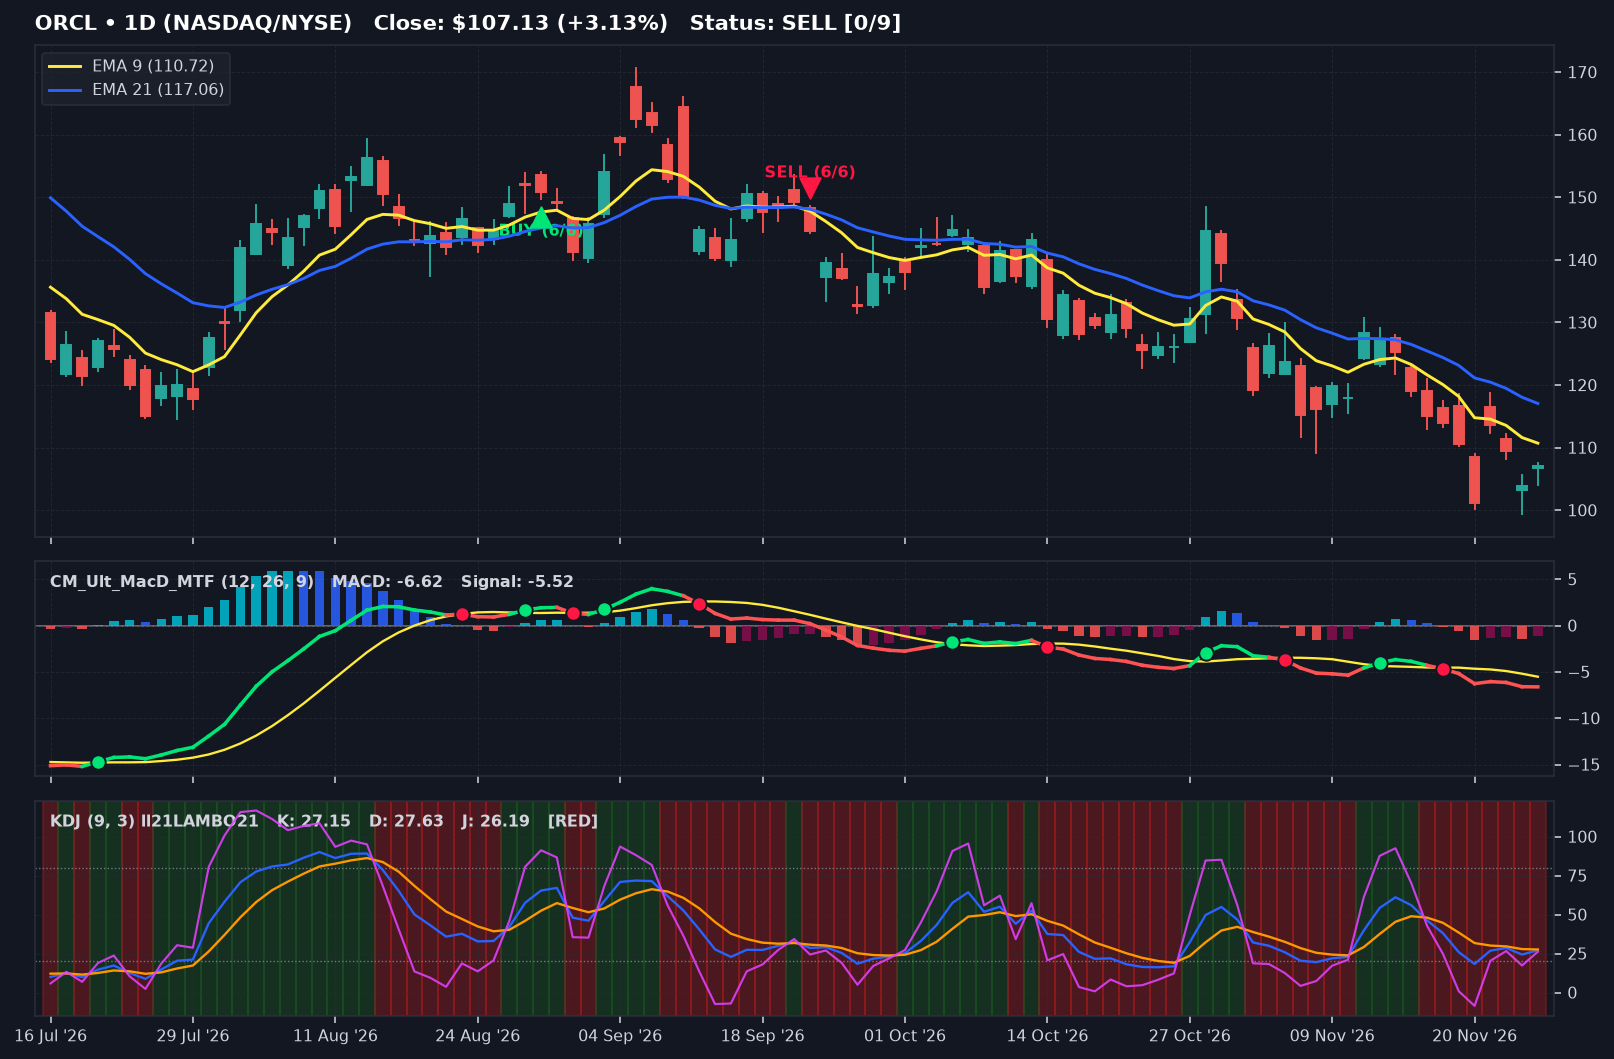 ORCL • 1D (NASDAQ/NYSE)   Close: $107.13 (+3.13%)   Status: SELL [0/9]
EMA 9 (110.72)
EMA 21 (117.06)
170
160
150
140
130
120
110
100
SELL (6/6)
BUY (6/6)
CM_Ult_MacD_MTF (12, 26, 9)   MACD: -6.62   Signal: -5.52
5
0
−5
−10
−15
KDJ (9, 3) II21LAMBO21   K: 27.15   D: 27.63   J: 26.19   [RED]
100
75
50
25
0
16 Jul '26   29 Jul '26   11 Aug '26   24 Aug '26   04 Sep '26   18 Sep '26   01 Oct '26   14 Oct '26   27 Oct '26   09 Nov '26   20 Nov '26